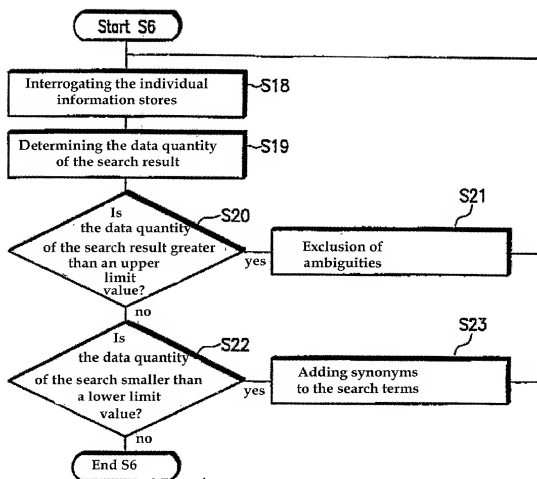 Start S6
Interrogating the individual
information stores
S18
Determining the data quantity
of the search result
S19
Is
the data quantity
of the search result greater
than an upper
limit
value?
S20
yes
Exclusion of
ambiguities
S21
no
Is
the data quantity
of the search smaller than
a lower limit
value?
S22
yes
Adding synonyms
to the search terms
S23
no
End S6